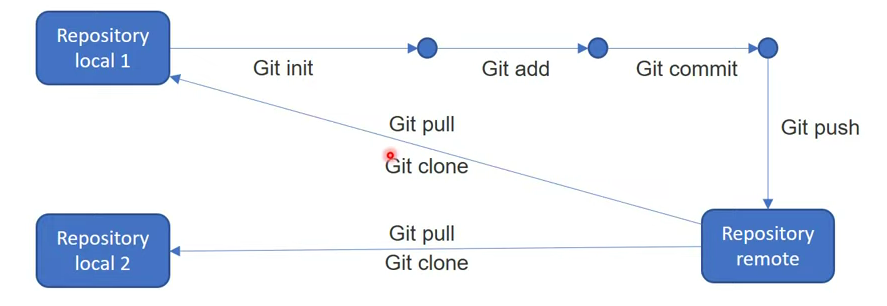 Repository
local 1
Git init
Git add
Git commit
Git push
Git pull
Git clone
Repository
local 2
Git pull
Git clone
Repository
remote